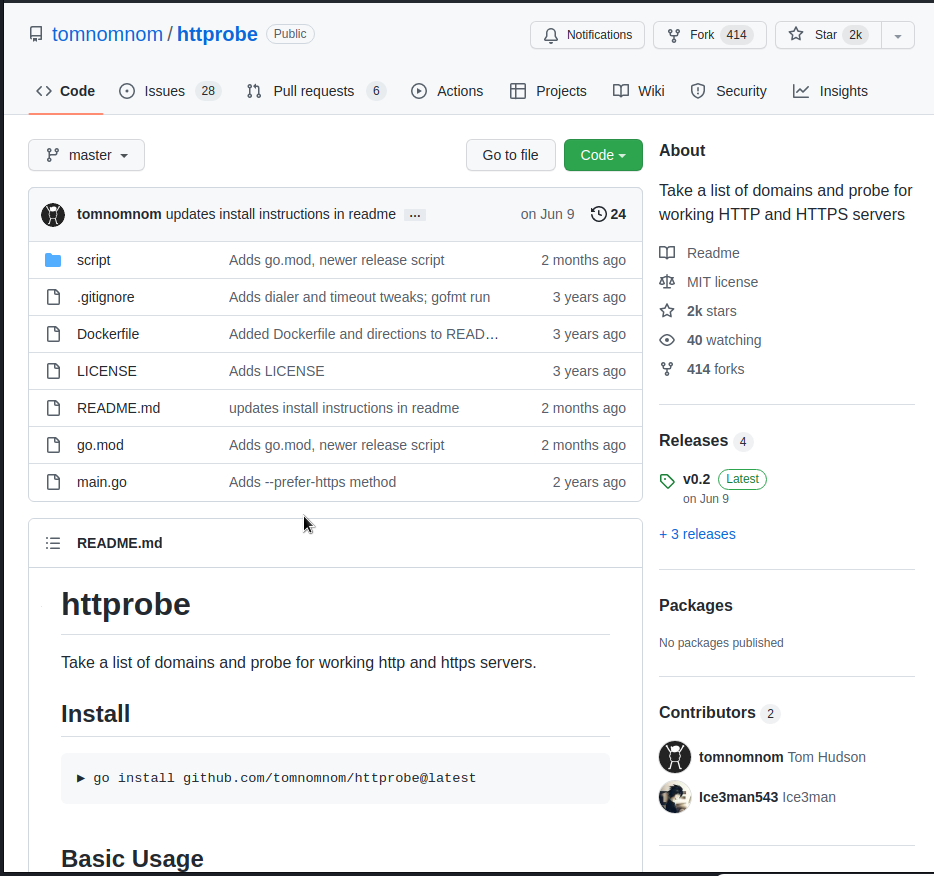 tomnomnom / httprobe Public Notifications Fork 414 Star 2k
Code Issues 28 Pull requests 6 Actions Projects Wiki Security Insights
master Go to file Code
tomnomnom updates install instructions in readme ... on Jun 9 24
script Adds go.mod, newer release script 2 months ago
.gitignore Adds dialer and timeout tweaks; gofmt run 3 years ago
Dockerfile Added Dockerfile and directions to READ… 3 years ago
LICENSE Adds LICENSE 3 years ago
README.md updates install instructions in readme 2 months ago
go.mod Adds go.mod, newer release script 2 months ago
main.go Adds --prefer-https method 2 years ago
README.md
httprobe
Take a list of domains and probe for working http and https servers.
Install
▶ go install github.com/tomnomnom/httprobe@latest
Basic Usage
About
Take a list of domains and probe for
working HTTP and HTTPS servers
Readme
MIT license
2k stars
40 watching
414 forks
Releases 4
v0.2 Latest
on Jun 9
+ 3 releases
Packages
No packages published
Contributors 2
tomnomnom Tom Hudson
Ice3man543 Ice3man